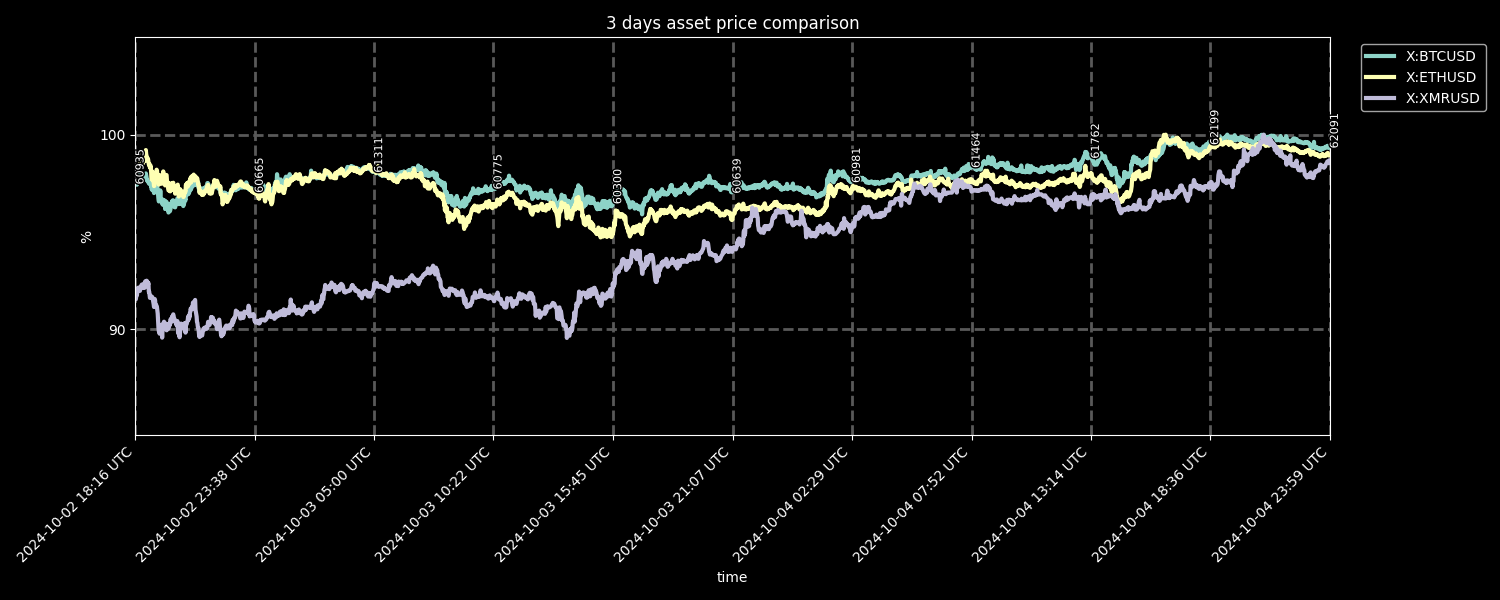 3 days asset price comparison
X:BTCUSD
X:ETHUSD
X:XMRUSD
100
90
%
60935
60665
61311
60775
60300
60639
60981
61464
61762
62199
62091
2024-10-02 18:16 UTC
2024-10-02 23:38 UTC
2024-10-03 05:00 UTC
2024-10-03 10:22 UTC
2024-10-03 15:45 UTC
2024-10-03 21:07 UTC
2024-10-04 02:29 UTC
2024-10-04 07:52 UTC
2024-10-04 13:14 UTC
2024-10-04 18:36 UTC
2024-10-04 23:59 UTC
time